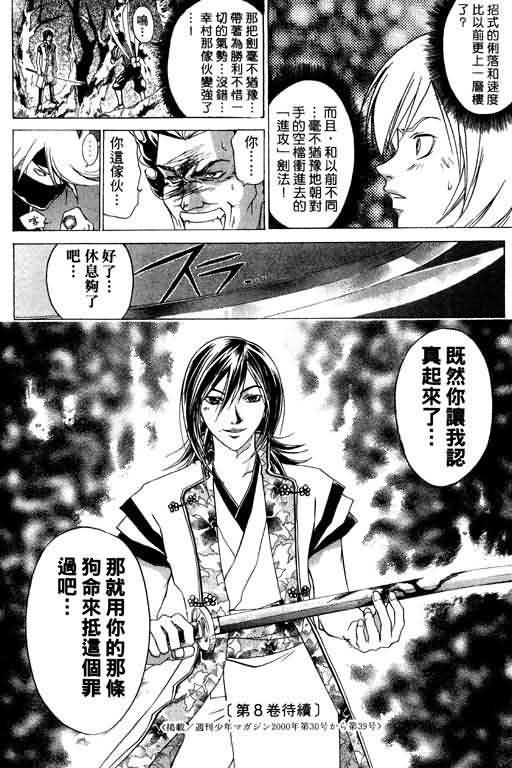 招式的俐落和速度
比以前更上一層樓
了？
而且，和以前不同
…毫不猶豫地朝對
手的空檔衝進去的
「進攻」劍法！
那把劍毫不猶豫…
帶著為勝利不惜一
切的氣勢…沒錯…
幸村那傢伙變強了
…！
嗚…
你…
你
這傢伙…
好了…
休息夠了
吧…
スラ
既然你讓我認
真起來了…
那就用你的那條
狗命來抵這個罪
過吧…
〔第8卷待續〕
《掲載／週刊少年マガジン2000年第30号から第39号》